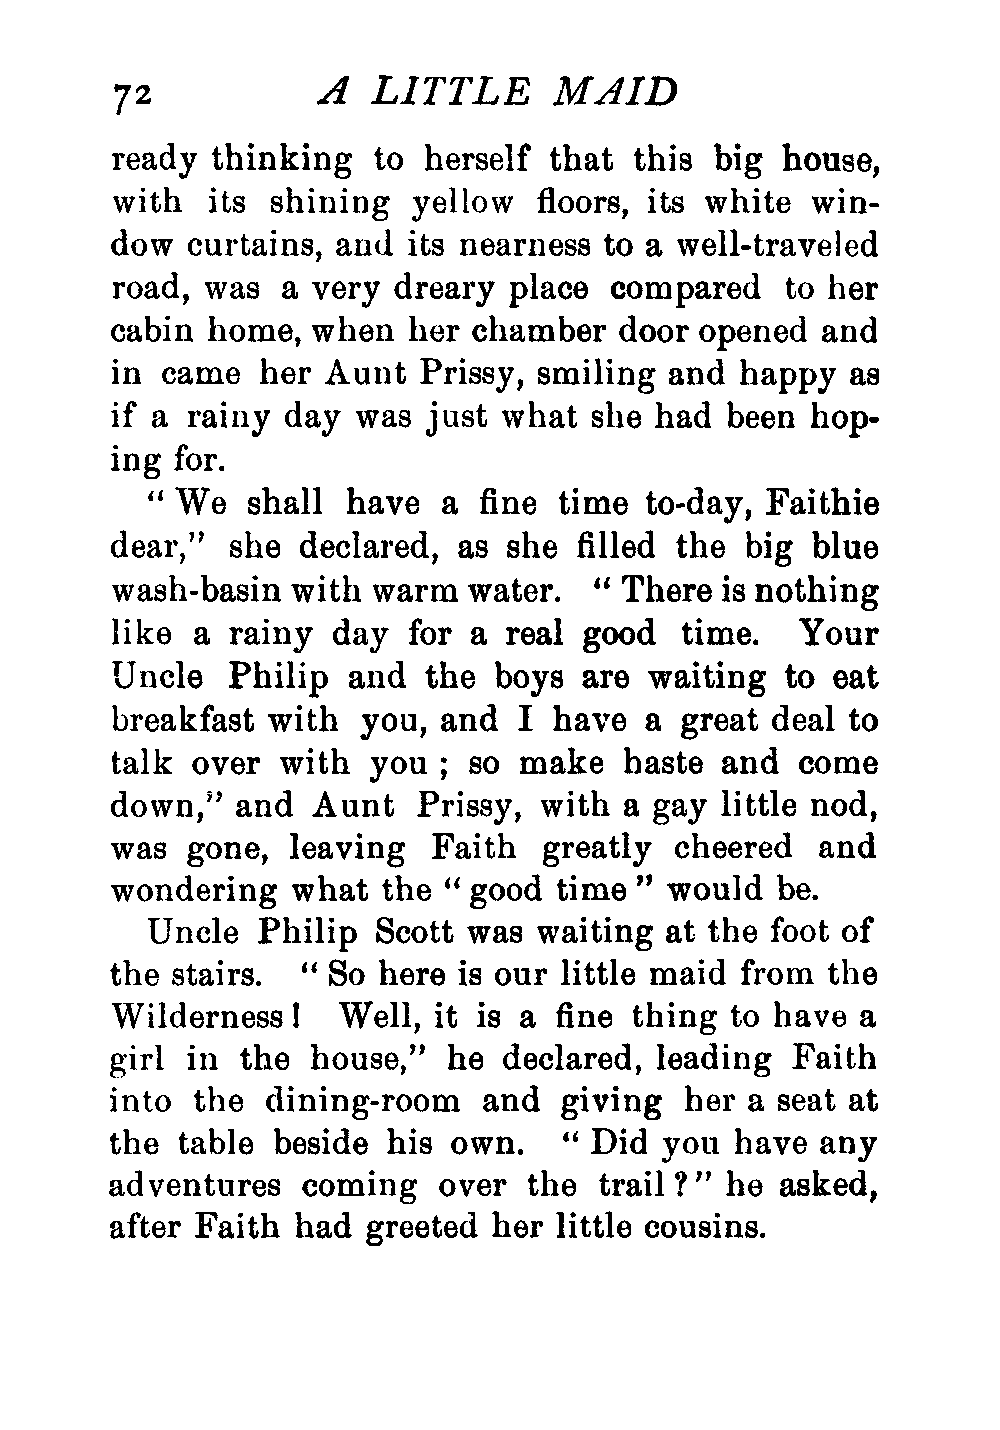 72 A LITTLE MAID
ready thinking to herself that this big house,
with its shining yellow floors, its white win-
dow curtains, and its nearness to a well-traveled
road, was a very dreary place compared to her
cabin home, when her chamber door opened and
in came her Aunt Prissy, smiling and happy as
if a rainy day was just what she had been hop-
ing for.
“ We shall have a fine time to-day, Faithie
dear,” she declared, as she filled the big blue
wash-basin with warm water. “ There is nothing
like a rainy day for a real good time. Your
Uncle Philip and the boys are waiting to eat
breakfast with you, and I have a great deal to
talk over with you ; so make haste and come
down,” and Aunt Prissy, with a gay little nod,
was gone, leaving Faith greatly cheered and
wondering what the “ good time ” would be.
Uncle Philip Scott was waiting at the foot of
the stairs. “ So here is our little maid from the
Wilderness ! Well, it is a fine thing to have a
girl in the house,” he declared, leading Faith
into the dining-room and giving her a seat at
the table beside his own. “ Did you have any
adventures coming over the trail ? ” he asked,
after Faith had greeted her little cousins.